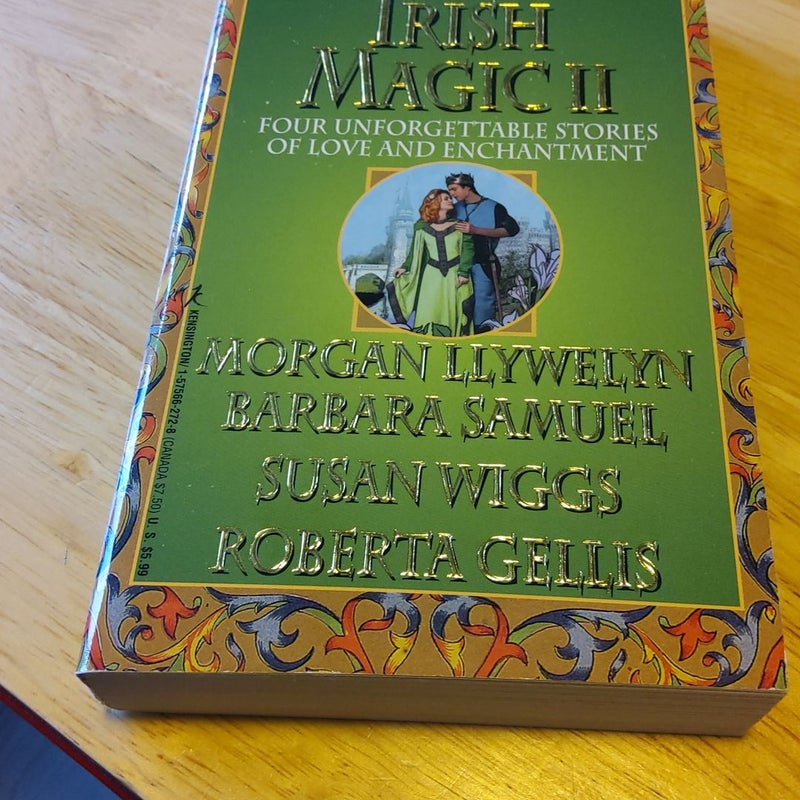 IRISH
MAGIC II
FOUR UNFORGETTABLE STORIES
OF LOVE AND ENCHANTMENT
MORGAN LLYWELYN
BARBARA SAMUEL
SUSAN WIGGS
ROBERTA GELLIS
KENSINGTON/1-57566-272-8 (CANADA $7.50) U.S. $5.99